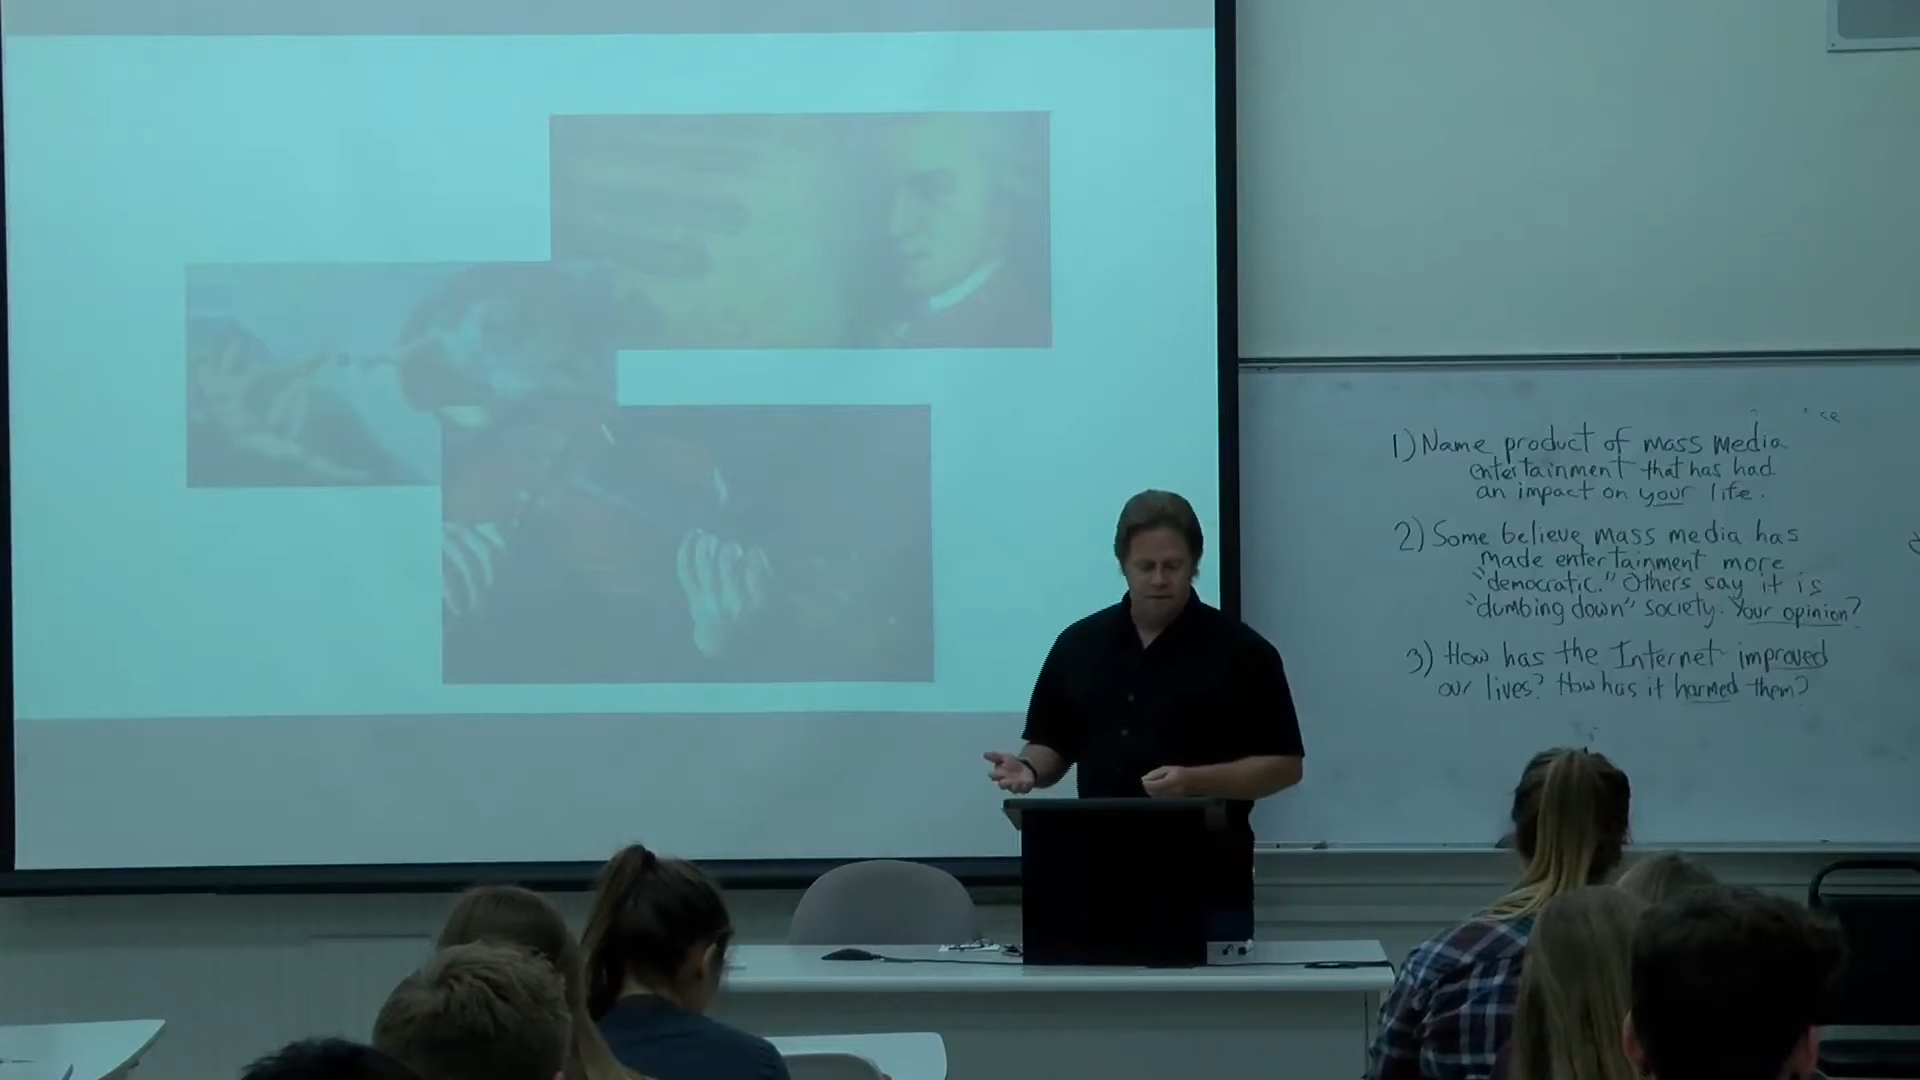 1) Name product of mass media
entertainment that has had
an impact on your life.
2) Some believe mass media has
made entertainment more
"democratic." Others say it is
"dumbing down" society. Your opinion?
3) How has the Internet improved
our lives? How has it harmed them?